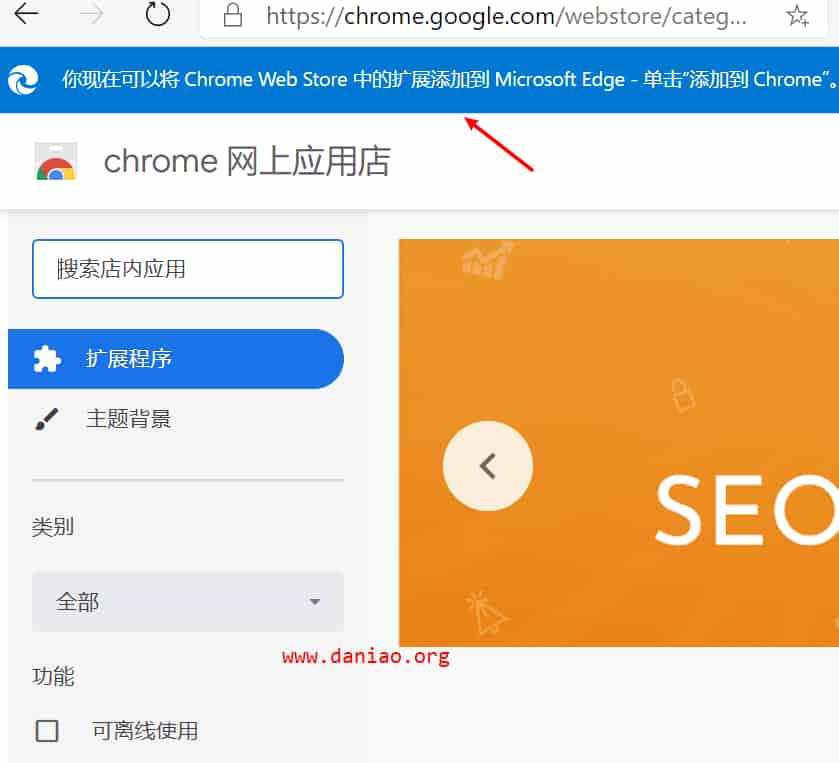 https://chrome.google.com/webstore/categ...
你现在可以将 Chrome Web Store 中的扩展添加到 Microsoft Edge - 单击“添加到 Chrome”。
chrome 网上应用店
搜索店内应用
扩展程序
主题背景
SEO
类别
全部
www.daniao.org
功能
可离线使用